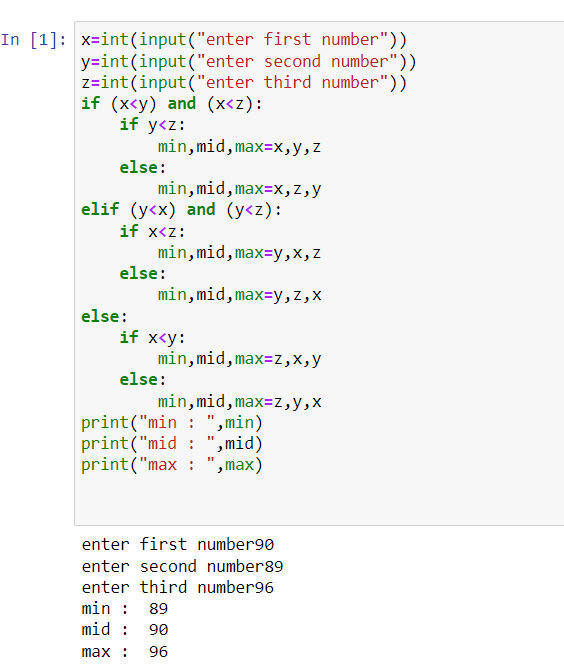 In [1]: x=int(input("enter first number"))
y=int(input("enter second number"))
z=int(input("enter third number"))
if (x<y) and (x<z):
    if y<z:
        min,mid,max=x,y,z
    else:
        min,mid,max=x,z,y
elif (y<x) and (y<z):
    if x<z:
        min,mid,max=y,x,z
    else:
        min,mid,max=y,z,x
else:
    if x<y:
        min,mid,max=z,x,y
    else:
        min,mid,max=z,y,x
print("min : ",min)
print("mid : ",mid)
print("max : ",max)
enter first number90
enter second number89
enter third number96
min :  89
mid :  90
max :  96